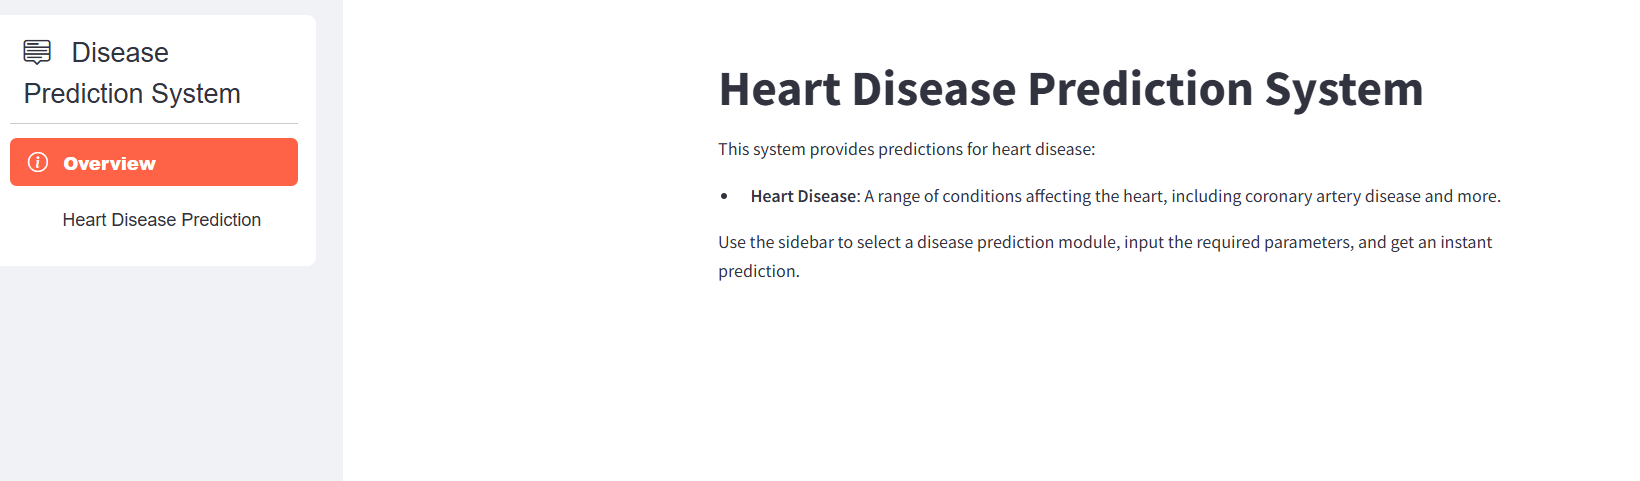 Disease
Prediction System
Overview
Heart Disease Prediction
Heart Disease Prediction System
This system provides predictions for heart disease:
• Heart Disease: A range of conditions affecting the heart, including coronary artery disease and more.
Use the sidebar to select a disease prediction module, input the required parameters, and get an instant
prediction.